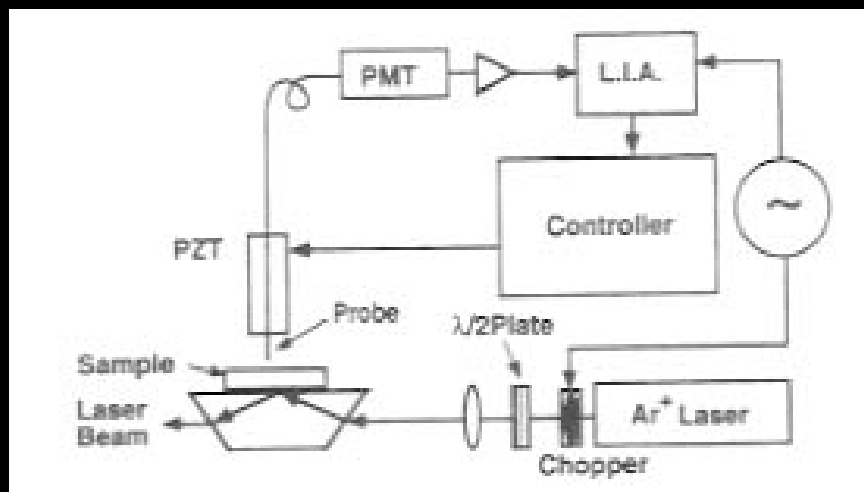 PMT
L.I.A.
Controller
~
PZT
Probe
λ/2Plate
Sample
Laser
Beam
Ar⁺ Laser
Chopper